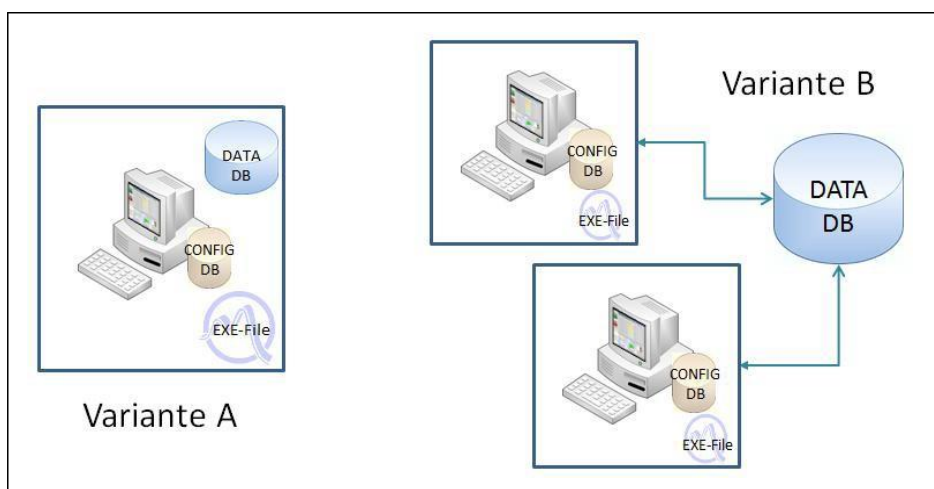 DATA
DB
CONFIG
DB
EXE-File
Variante A
CONFIG
DB
EXE-File
Variante B
DATA
DB
CONFIG
DB
EXE-File